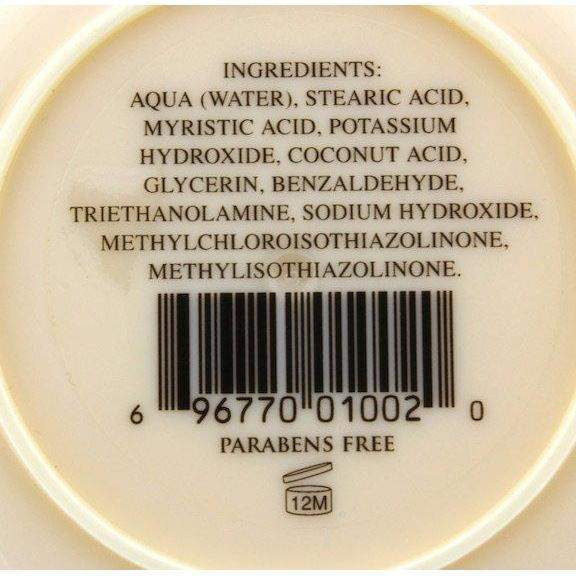 INGREDIENTS:
AQUA (WATER), STEARIC ACID,
MYRISTIC ACID, POTASSIUM
HYDROXIDE, COCONUT ACID,
GLYCERIN, BENZALDEHYDE,
TRIETHANOLAMINE, SODIUM HYDROXIDE,
METHYLCHLOROISOTHIAZOLINONE,
METHYLISOTHIAZOLINONE.
6 96770 01002 0
PARABENS FREE
12M